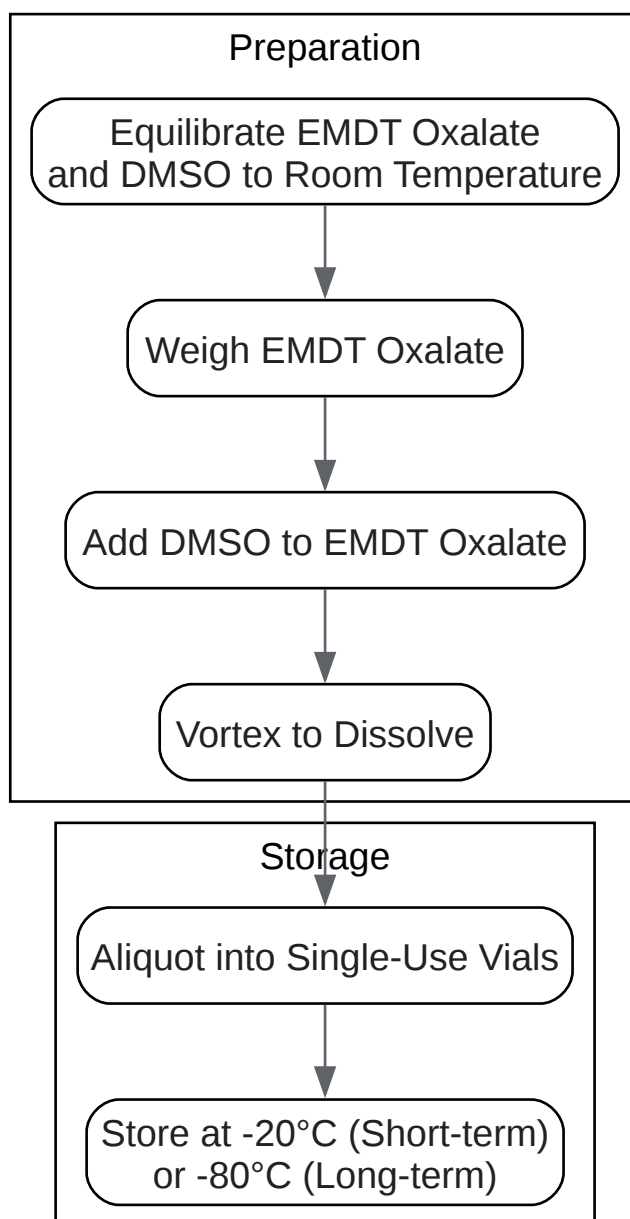 Preparation
Equilibrate EMDT Oxalate
and DMSO to Room Temperature
Weigh EMDT Oxalate
Add DMSO to EMDT Oxalate
Vortex to Dissolve
Storage
Aliquot into Single-Use Vials
Store at -20°C (Short-term)
or -80°C (Long-term)